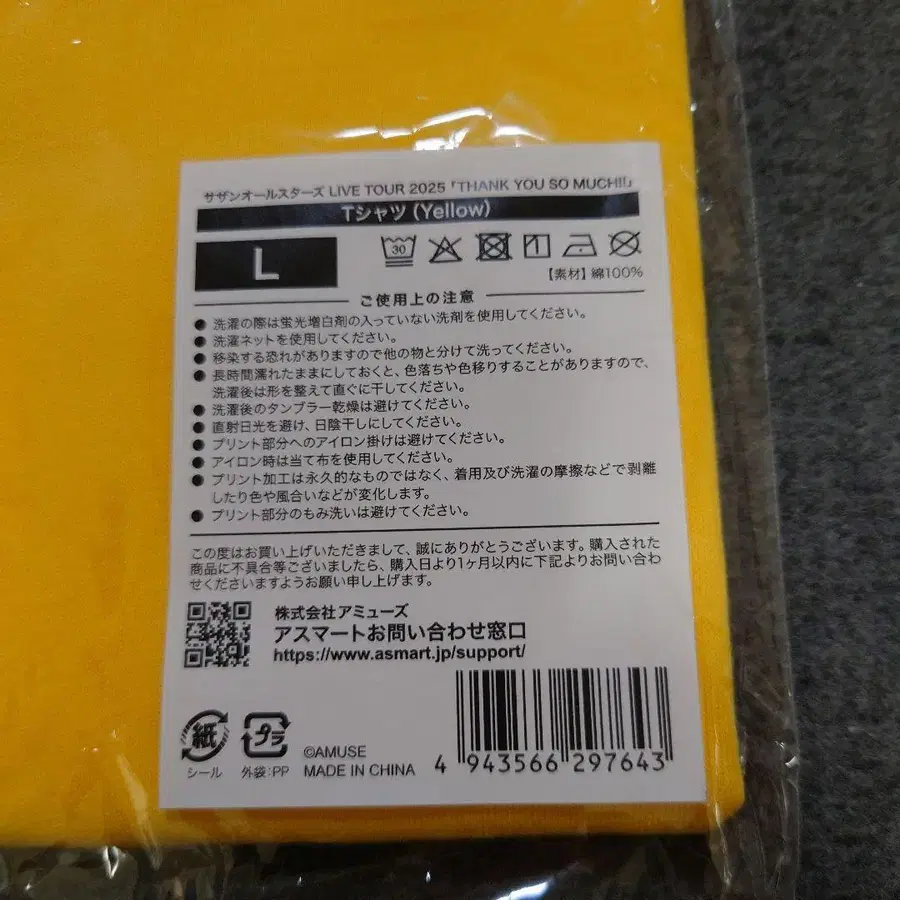 サザンオールスターズ LIVE TOUR 2025「THANK YOU SO MUCH!!」
Tシャツ (Yellow)
L
30
【素材】綿100%
ご使用上の注意
● 洗濯の際は蛍光増白剤の入っていない洗剤を使用してください。
● 洗濯ネットを使用してください。
● 移染する恐れがありますので他の物と分けて洗ってください。
● 長時間濡れたままにしておくと、色落ちや色移りすることがありますので、
洗濯後は形を整えて直ぐに干してください。
● 洗濯後のタンブラー乾燥は避けてください。
● 直射日光を避け、日陰干しにしてください。
● プリント部分へのアイロン掛けは避けてください。
● アイロン時は当て布を使用してください。
● プリント加工は永久的なものではなく、着用及び洗濯の摩擦などで剥離
したり色や風合いなどが変化します。
● プリント部分のもみ洗いは避けてください。
この度はお買い上げいただきまして、誠にありがとうございます。購入された
商品に不具合等ございましたら、購入日より1ヶ月以内に下記よりお問い合わ
せくださいますようお願い申し上げます。
株式会社アミューズ
アスマートお問い合わせ窓口
https://www.asmart.jp/support/
紙
シール
プラ
外袋:PP
©AMUSE
MADE IN CHINA
4 943566 297643